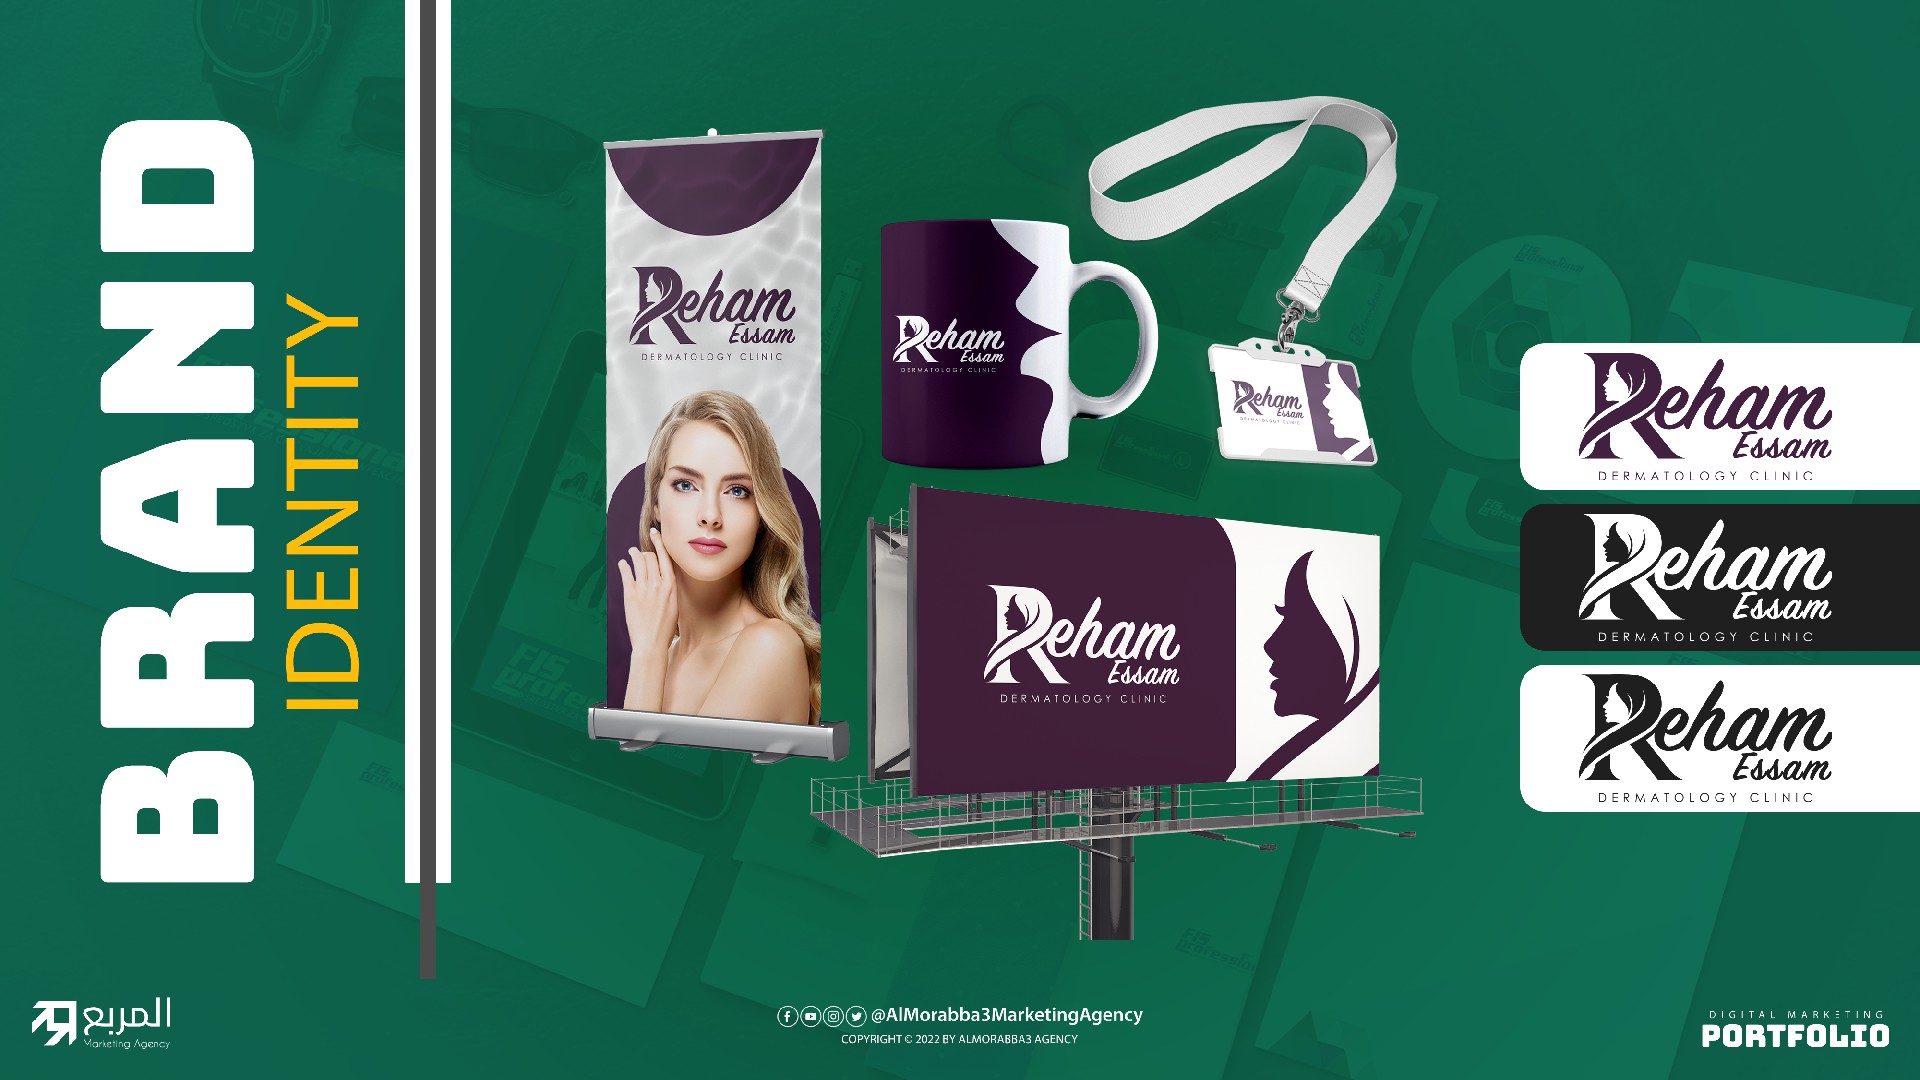 BRAND
IDENTITY
Reham
Essam
DERMATOLOGY CLINIC
Reham
Essam
DERMATOLOGY CLINIC
Reham
Essam
DERMATOLOGY CLINIC
Reham
Essam
DERMATOLOGY CLINIC
Reham
Essam
DERMATOLOGY CLINIC
Reham
Essam
DERMATOLOGY CLINIC
Reham
Essam
DERMATOLOGY CLINIC
FJS
professional
المربع
Marketing Agency
@AlMorabba3MarketingAgency
COPYRIGHT © 2022 BY ALMORABBA3 AGENCY
DIGITAL MARKETING
PORTFOLIO